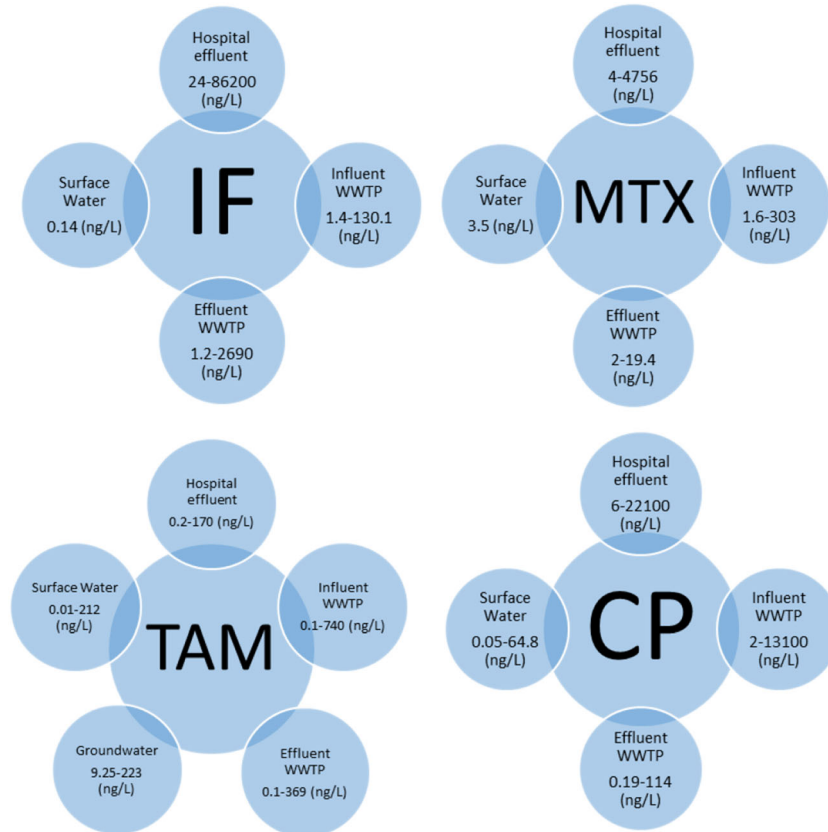 Hospital
effluent
24-86200
(ng/L)
IF
Surface
Water
0.14 (ng/L)
Influent
WWTP
1.4-130.1
(ng/L)
Effluent
WWTP
1.2-2690
(ng/L)
Hospital
effluent
4-4756
(ng/L)
MTX
Surface
Water
3.5 (ng/L)
Influent
WWTP
1.6-303
(ng/L)
Effluent
WWTP
2-19.4
(ng/L)
Hospital
effluent
0.2-170 (ng/L)
TAM
Surface Water
0.01-212
(ng/L)
Influent
WWTP
0.1-740 (ng/L)
Groundwater
9.25-223
(ng/L)
Effluent
WWTP
0.1-369 (ng/L)
Hospital
effluent
6-22100
(ng/L)
CP
Surface
Water
0.05-64.8
(ng/L)
Influent
WWTP
2-13100
(ng/L)
Effluent
WWTP
0.19-114
(ng/L)